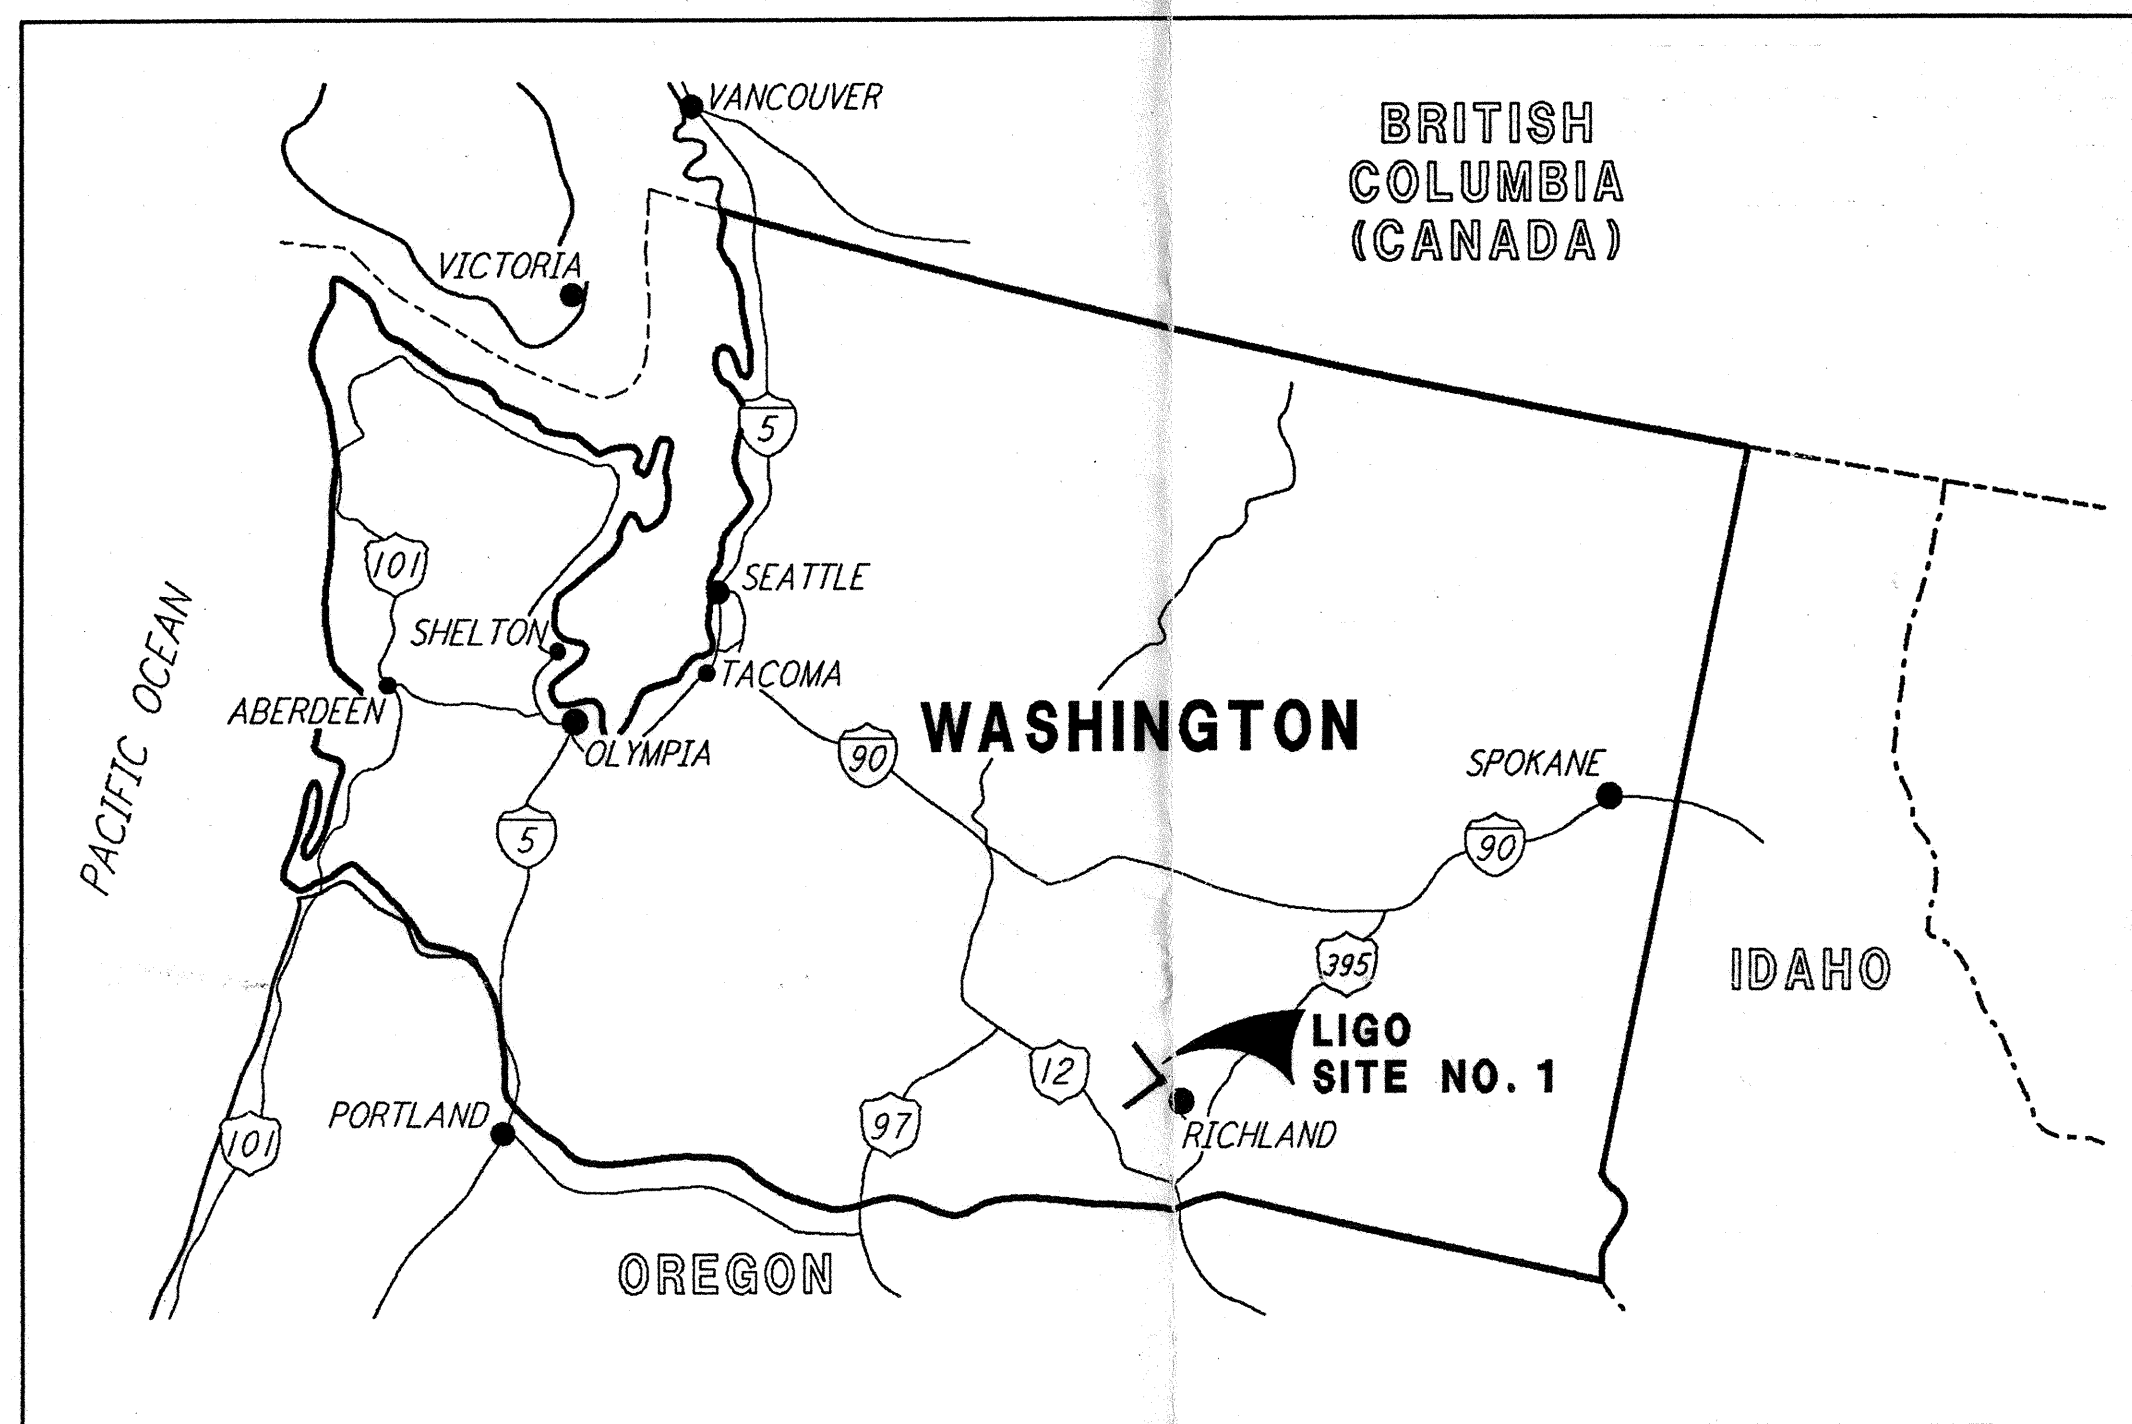 VANCOUVER
BRITISH
COLUMBIA
(CANADA)
VICTORIA
5
101
SEATTLE
SHELTON
TACOMA
ABERDEEN
PACIFIC OCEAN
OLYMPIA
WASHINGTON
90
SPOKANE
5
90
395
IDAHO
LIGO
SITE NO. 1
12
PORTLAND
97
RICHLAND
101
OREGON